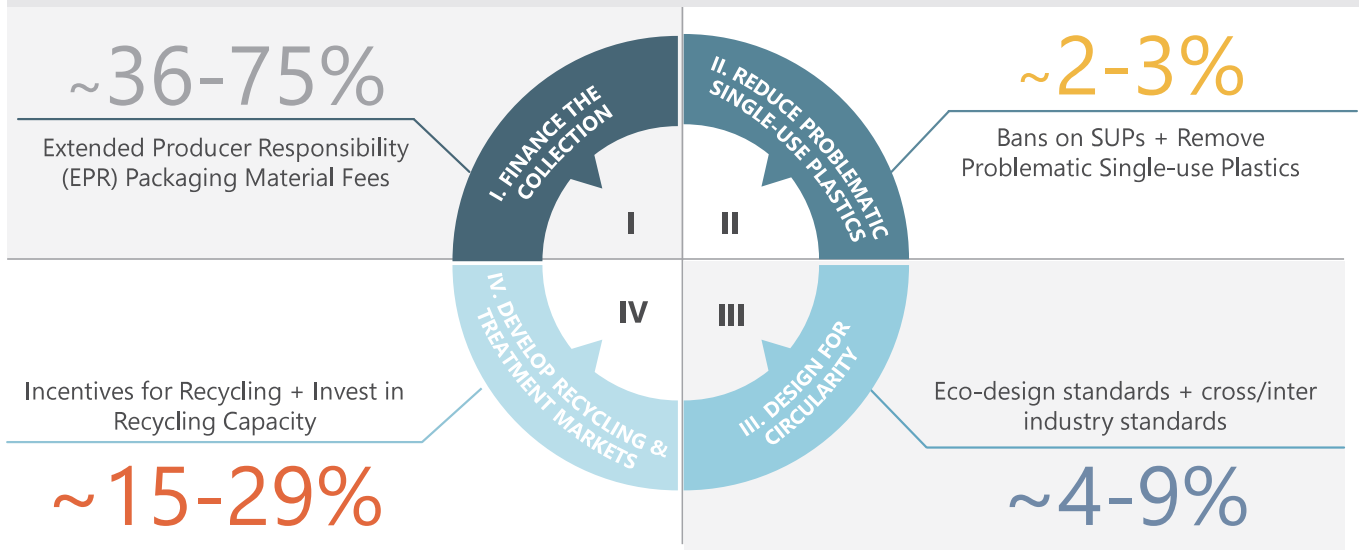 ~36-75%
Extended Producer Responsibility
(EPR) Packaging Material Fees
I. FINANCE THE
COLLECTION
I
II. REDUCE PROBLEMATIC
SINGLE-USE PLASTICS
II
~2-3%
Bans on SUPs + Remove
Problematic Single-use Plastics
IV. DEVELOP RECYCLING &
TREATMENT MARKETS
IV
Incentives for Recycling + Invest in
Recycling Capacity
~15-29%
III
III. DESIGN FOR
CIRCULARITY
Eco-design standards + cross/inter
industry standards
~4-9%